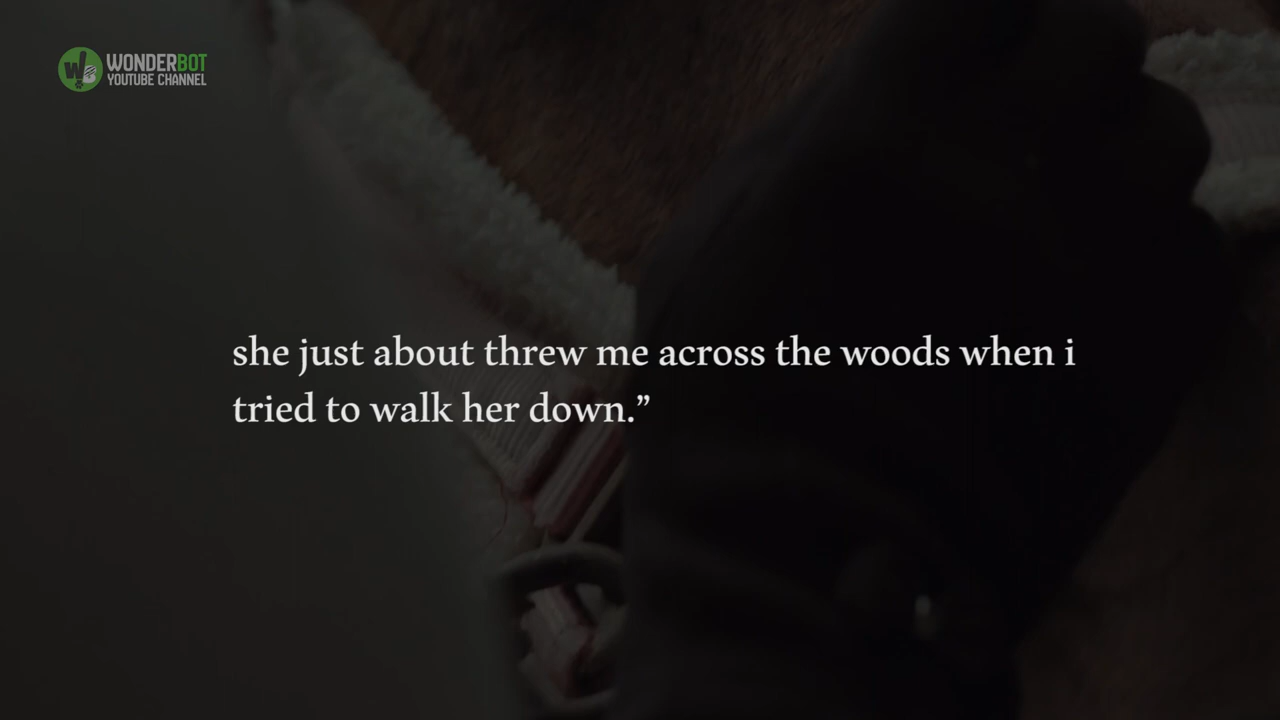 WONDERBOT
YOUTUBE CHANNEL
she just about threw me across the woods when i
tried to walk her down.”